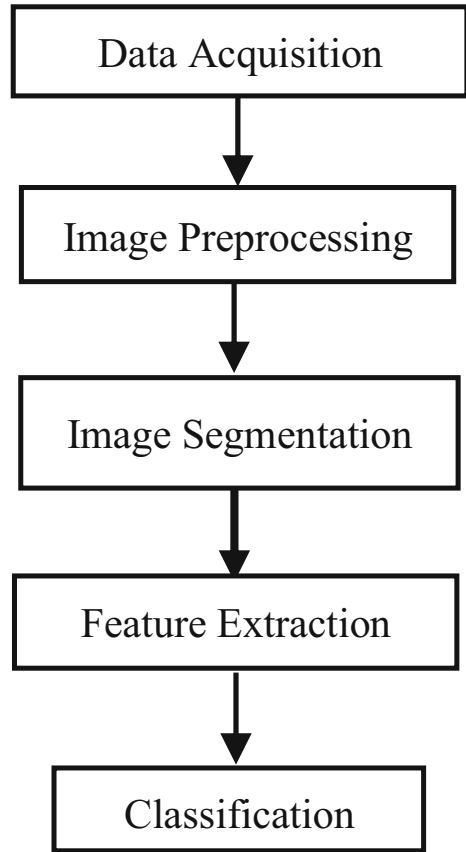 Data Acquisition
Image Preprocessing
Image Segmentation
Feature Extraction
Classification